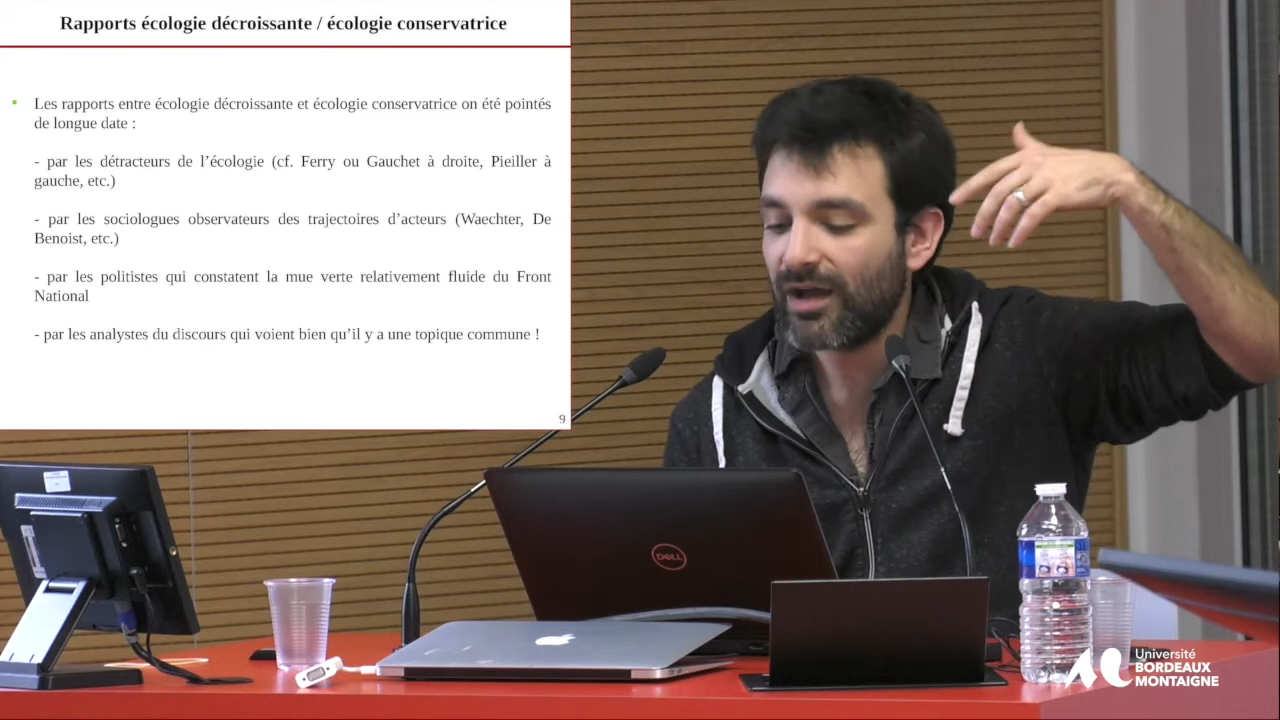 Rapports écologie décroissante / écologie conservatrice
Les rapports entre écologie décroissante et écologie conservatrice on été pointés
de longue date :
- par les détracteurs de l’écologie (cf. Ferry ou Gauchet à droite, Pieiller à
gauche, etc.)
- par les sociologues observateurs des trajectoires d’acteurs (Waechter, De
Benoist, etc.)
- par les politistes qui constatent la mue verte relativement fluide du Front
National
- par les analystes du discours qui voient bien qu’il y a une topique commune !
9
DELL
Université
BORDEAUX
MONTAIGNE